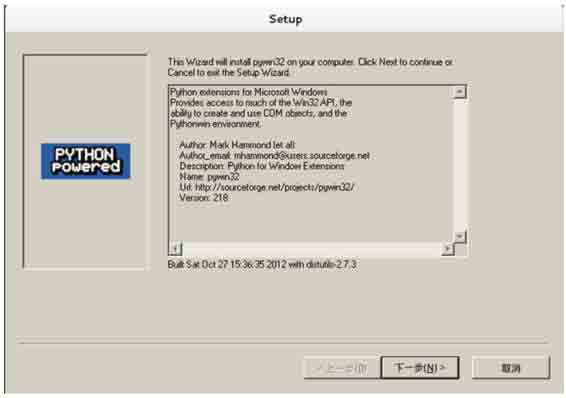 Setup
This Wizard will install pywin32 on your computer. Click Next to continue or
Cancel to exit the Setup Wizard.
Python extensions for Microsoft Windows
Provides access to much of the Win32 API, the
ability to create and use COM objects, and the
Pythonwin environment.
Author: Mark Hammond (et al)
Author_email: mhammond@users.sourceforge.net
Description: Python for Window Extensions
Name: pywin32
Url: http://sourceforge.net/projects/pywin32/
Version: 218
PYTHON
powered
Built Sat Oct 27 15:36:35 2012 with distutils-2.7.3
< 上一步(B)
下一步(N) >
取消